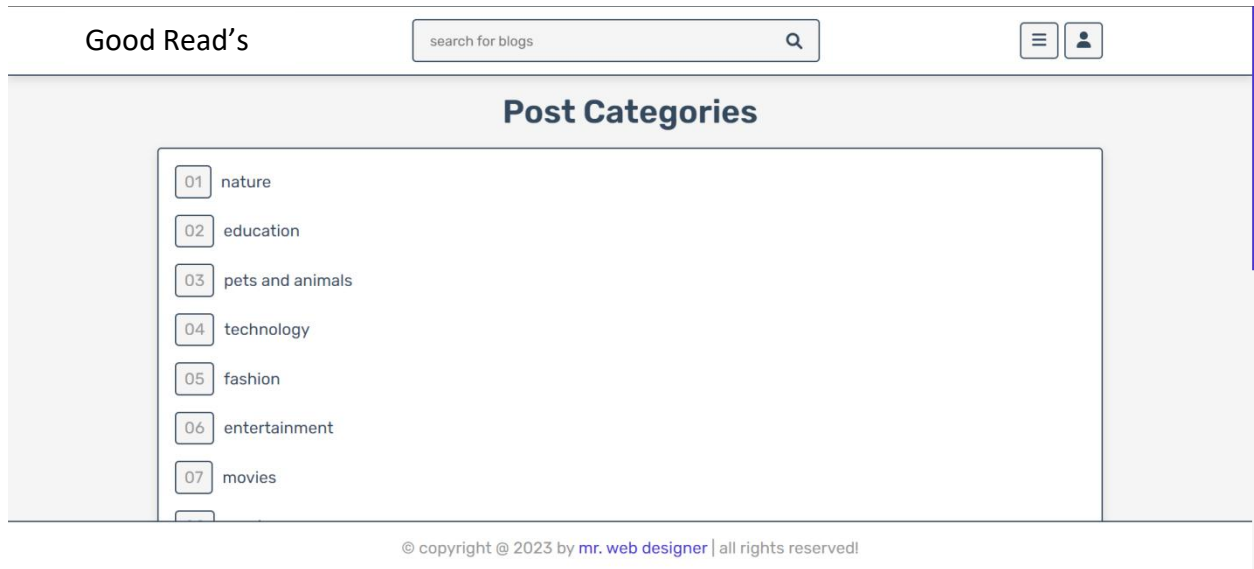 Good Read’s
search for blogs
Post Categories
01 nature
02 education
03 pets and animals
04 technology
05 fashion
06 entertainment
07 movies
© copyright @ 2023 by mr. web designer | all rights reserved!